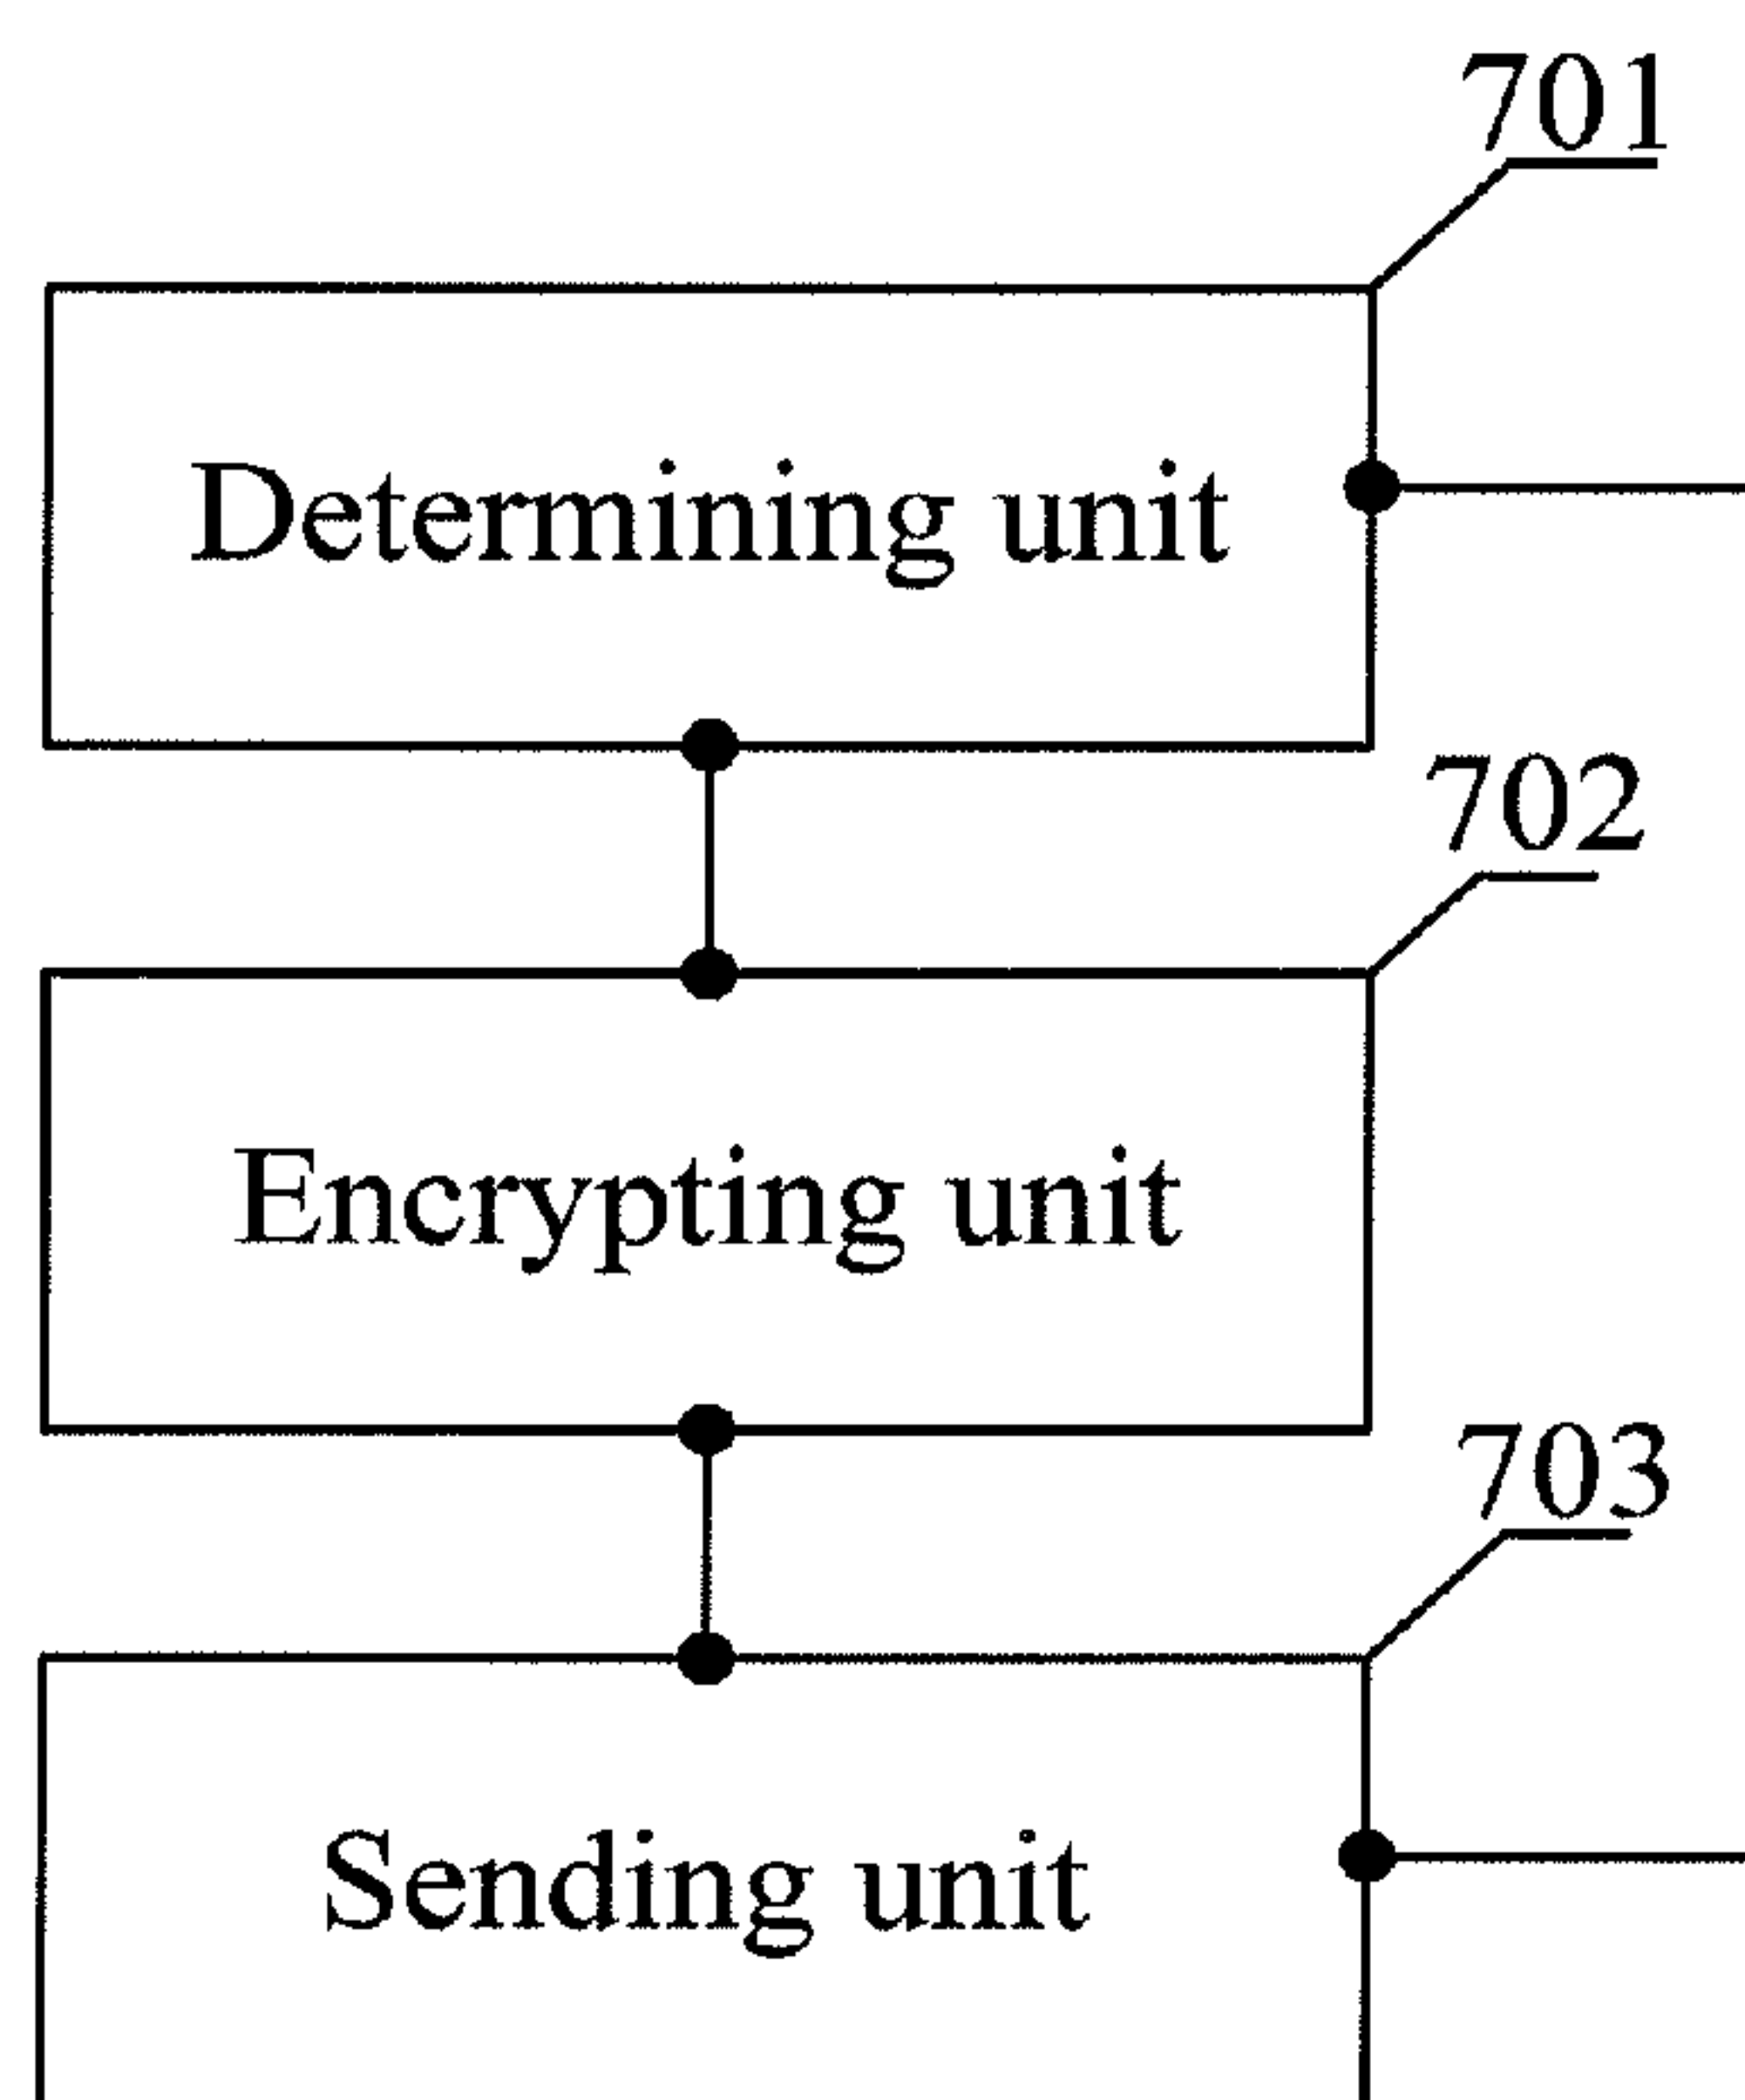 701
Determining unit
702
Encrypting unit
703
Sending unit